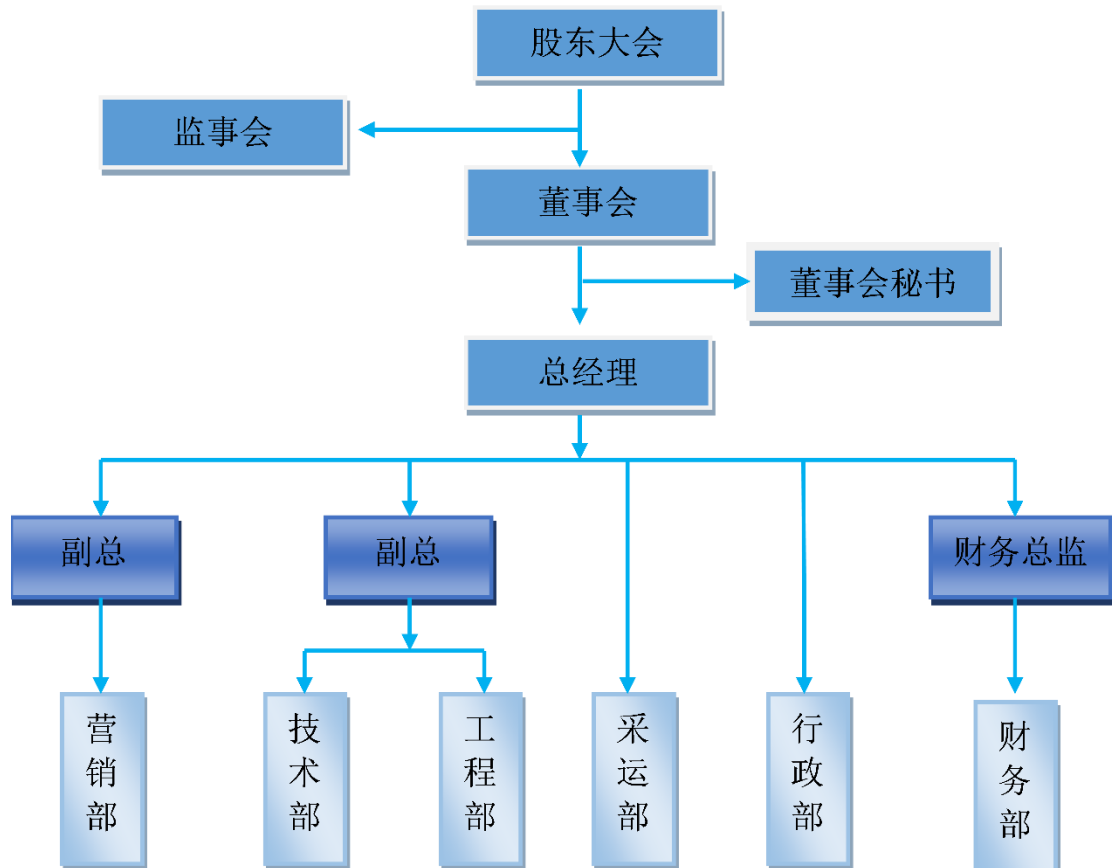 股东大会
监事会
董事会
董事会秘书
总经理
副总
副总
财务总监
营销部
技术部
工程部
采运部
行政部
财务部